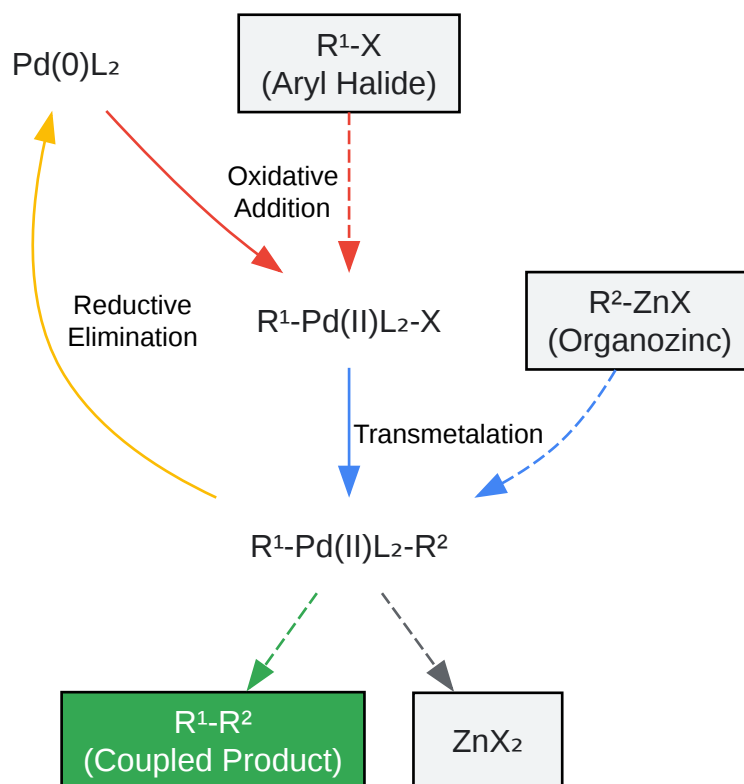 Pd(0)L₂
R¹-X
(Aryl Halide)
Oxidative
Addition
Reductive
Elimination
R¹-Pd(II)L₂-X
R²-ZnX
(Organozinc)
Transmetalation
R¹-Pd(II)L₂-R²
R¹-R²
(Coupled Product)
ZnX₂